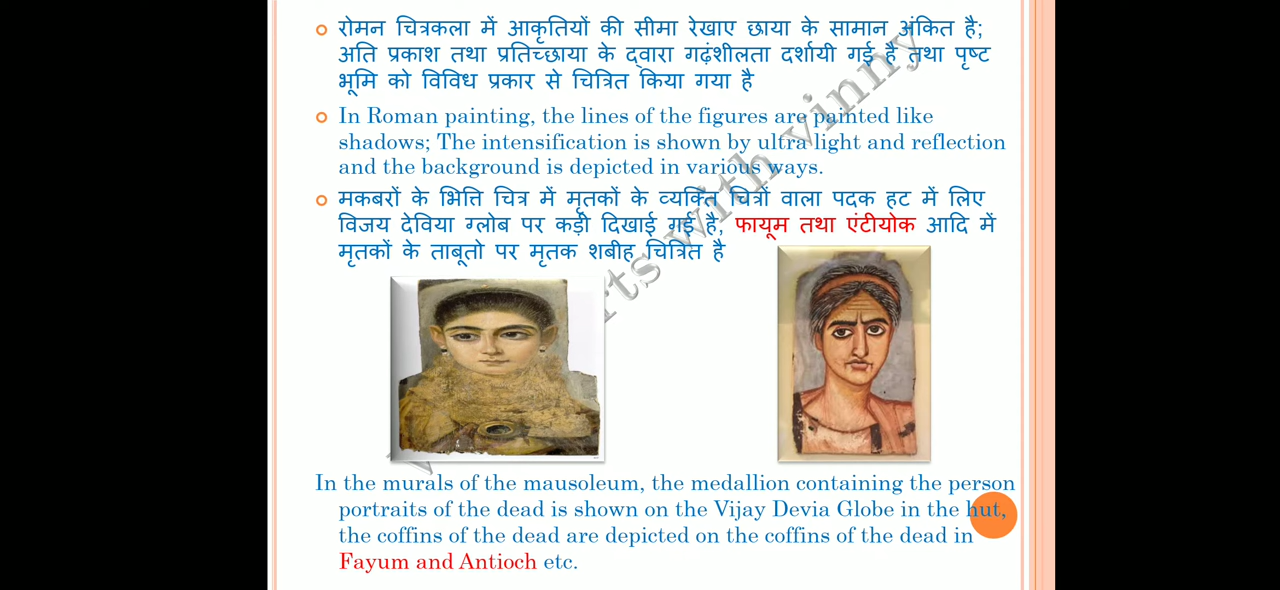 रोमन चित्रकला में आकृतियों की सीमा रेखाए छाया के सामान अंकित है;
अति प्रकाश तथा प्रतिच्छाया के द्वारा गढ़ंशीलता दर्शायी गई है तथा पृष्ट
भूमि को विविध प्रकार से चित्रित किया गया है
In Roman painting, the lines of the figures are painted like
shadows; The intensification is shown by ultra light and reflection
and the background is depicted in various ways.
मकबरों के भित्ति चित्र में मृतकों के व्यक्ति चित्रों वाला पदक हट में लिए
विजय देविया ग्लोब पर कड़ी दिखाई गई है, फायूम तथा एंटीयोक आदि में
मृतकों के ताबूतो पर मृतक शबीह चित्रित है
In the murals of the mausoleum, the medallion containing the person
portraits of the dead is shown on the Vijay Devia Globe in the hut,
the coffins of the dead are depicted on the coffins of the dead in
Fayum and Antioch etc.
rts with vinny